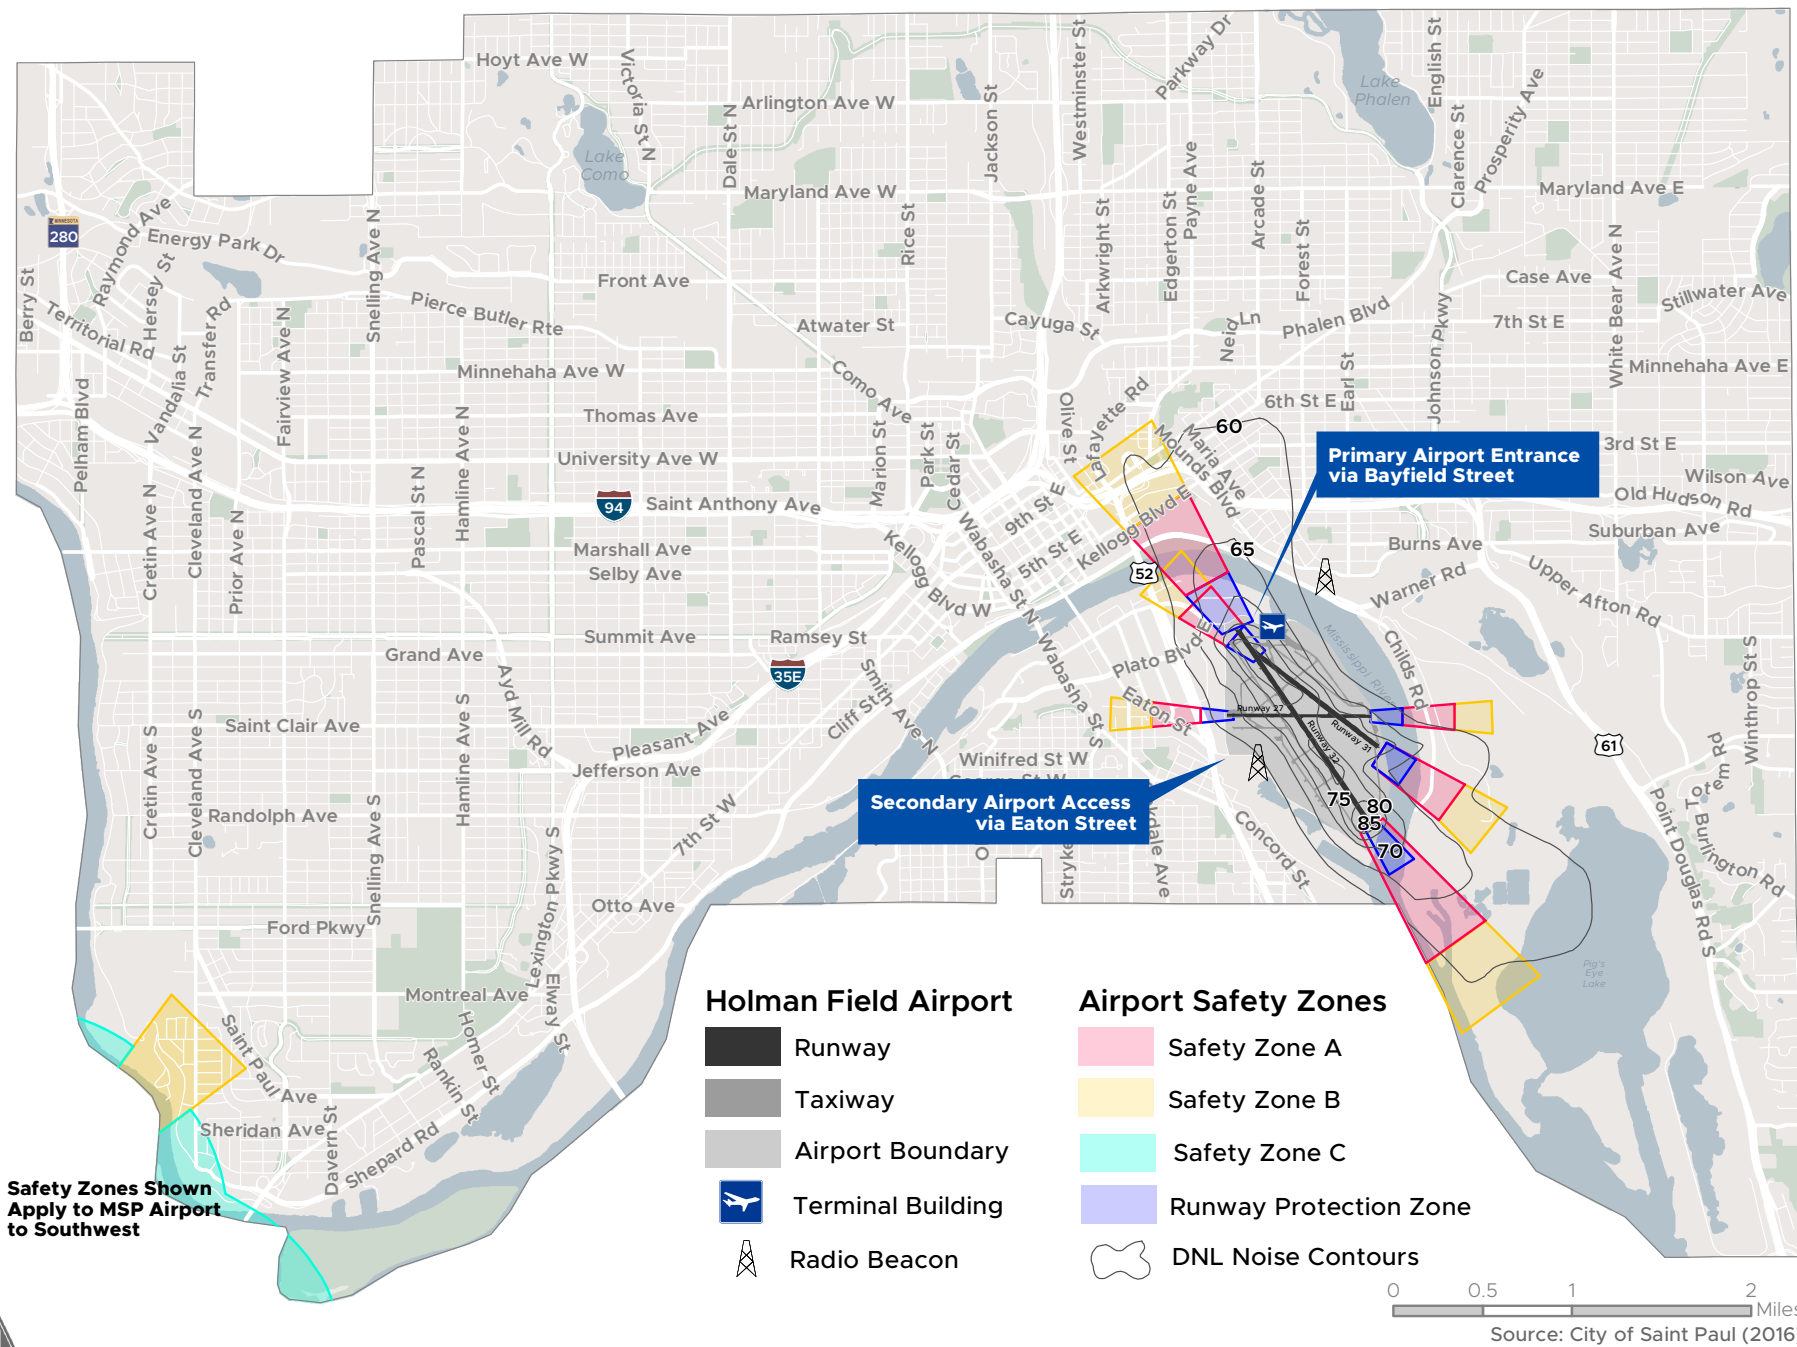 Hoyt Ave W
Victoria St N
Arlington Ave W
Dale St N
Jackson St
Westminster St
Parkway Dr
Lake
Phalen
English St
Clarence St
Prosperity Ave
Lake
Como
Maryland Ave W
Maryland Ave E
Rice St
Arkwright St
Edgerton St
Payne Ave
Arcade St
Forest St
White Bear Ave N
MINNESOTA
280
Raymond Ave
Energy Park Dr
Hersey St
Berry St
Territorial Rd
Transfer Rd
Vandalia St
Fairview Ave N
Snelling Ave N
Pierce Butler Rte
Front Ave
Atwater St
Cayuga St
Neid Ln
Phalen Blvd
Case Ave
Stillwater Ave
7th St E
Johnson Pkwy
Minnehaha Ave W
Minnehaha Ave E
Como Ave
Earl St
6th St E
Pelham Blvd
Thomas Ave
Hamline Ave N
Olive St
Lafayette Rd
60
Mounds Blvd
Maria Ave
Primary Airport Entrance
via Bayfield Street
3rd St E
University Ave W
Marion St
Park St
Cedar St
Wilson Ave
Old Hudson Rd
Cretin Ave N
Cleveland Ave N
Prior Ave N
Pascal St N
94
Saint Anthony Ave
9th St E
Kellogg Blvd E
Suburban Ave
Marshall Ave
Selby Ave
Kellogg Blvd W
Wabasha St N
5th St E
52
65
Burns Ave
Warner Rd
Upper Afton Rd
Summit Ave
Ramsey St
Grand Ave
Ayd Mill Rd
35E
Smith Ave N
Wabasha St S
Plato Blvd E
Mississippi River
Childs Rd
Winthrop St S
Saint Clair Ave
Cretin Ave S
Cleveland Ave S
Hamline Ave S
Pleasant Ave
Cliff St
Eaton St
Runway 27
Runway 31
Runway 32
61
Jefferson Ave
Winifred St W
Totem Rd
Secondary Airport Access
via Eaton Street
75
80
85
70
Randolph Ave
Snelling Ave S
7th St W
Concord St
Point Douglas Rd S
Burlington Rd
Lexington Pkwy S
Otto Ave
Ford Pkwy
Pig's
Eye
Lake
Montreal Ave
Elway St
Homer St
Rankin St
Saint Paul Ave
Sheridan Ave
Davern St
Shepard Rd
Safety Zones Shown
Apply to MSP Airport
to Southwest
Holman Field Airport
Runway
Taxiway
Airport Boundary
Terminal Building
Radio Beacon
Airport Safety Zones
Safety Zone A
Safety Zone B
Safety Zone C
Runway Protection Zone
DNL Noise Contours
0 0.5 1 2
Miles
Source: City of Saint Paul (2016)